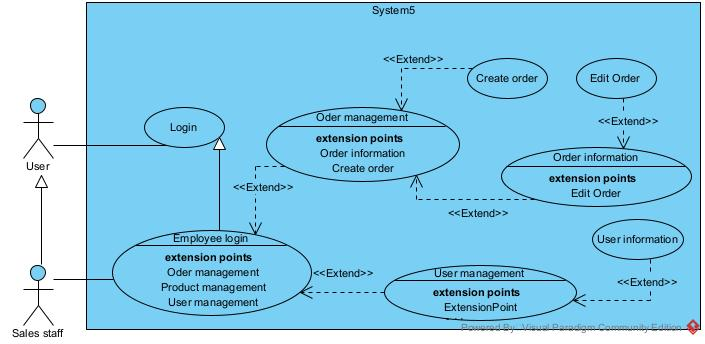 System5
<<Extend>>
Create order
Edit Order
Login
Oder management
extension points
Order information
Create order
<<Extend>>
Order information
extension points
Edit Order
User
<<Extend>>
<<Extend>>
Employee login
extension points
Oder management
Product management
User management
User information
<<Extend>>
User management
extension points
ExtensionPoint
<<Extend>>
Sales staff
Powered By Visual Paradigm Community Edition